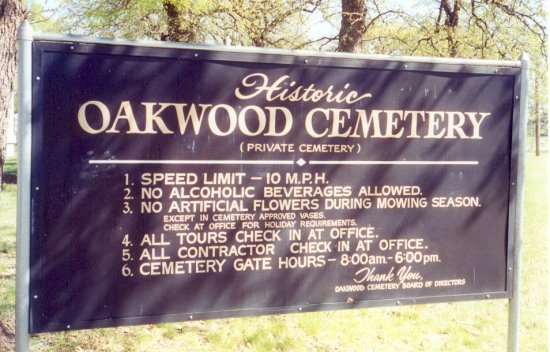 Historic
OAKWOOD CEMETERY
(PRIVATE CEMETERY)
1. SPEED LIMIT - 10 M.P.H.
2. NO ALCOHOLIC BEVERAGES ALLOWED.
3. NO ARTIFICIAL FLOWERS DURING MOWING SEASON.
EXCEPT IN CEMETERY APPROVED VASES.
CHECK AT OFFICE FOR HOLIDAY REQUIREMENTS.
4. ALL TOURS CHECK IN AT OFFICE.
5. ALL CONTRACTOR CHECK IN AT OFFICE.
6. CEMETERY GATE HOURS - 8:00am.-6:00pm.
Thank You,
OAKWOOD CEMETERY BOARD OF DIRECTORS